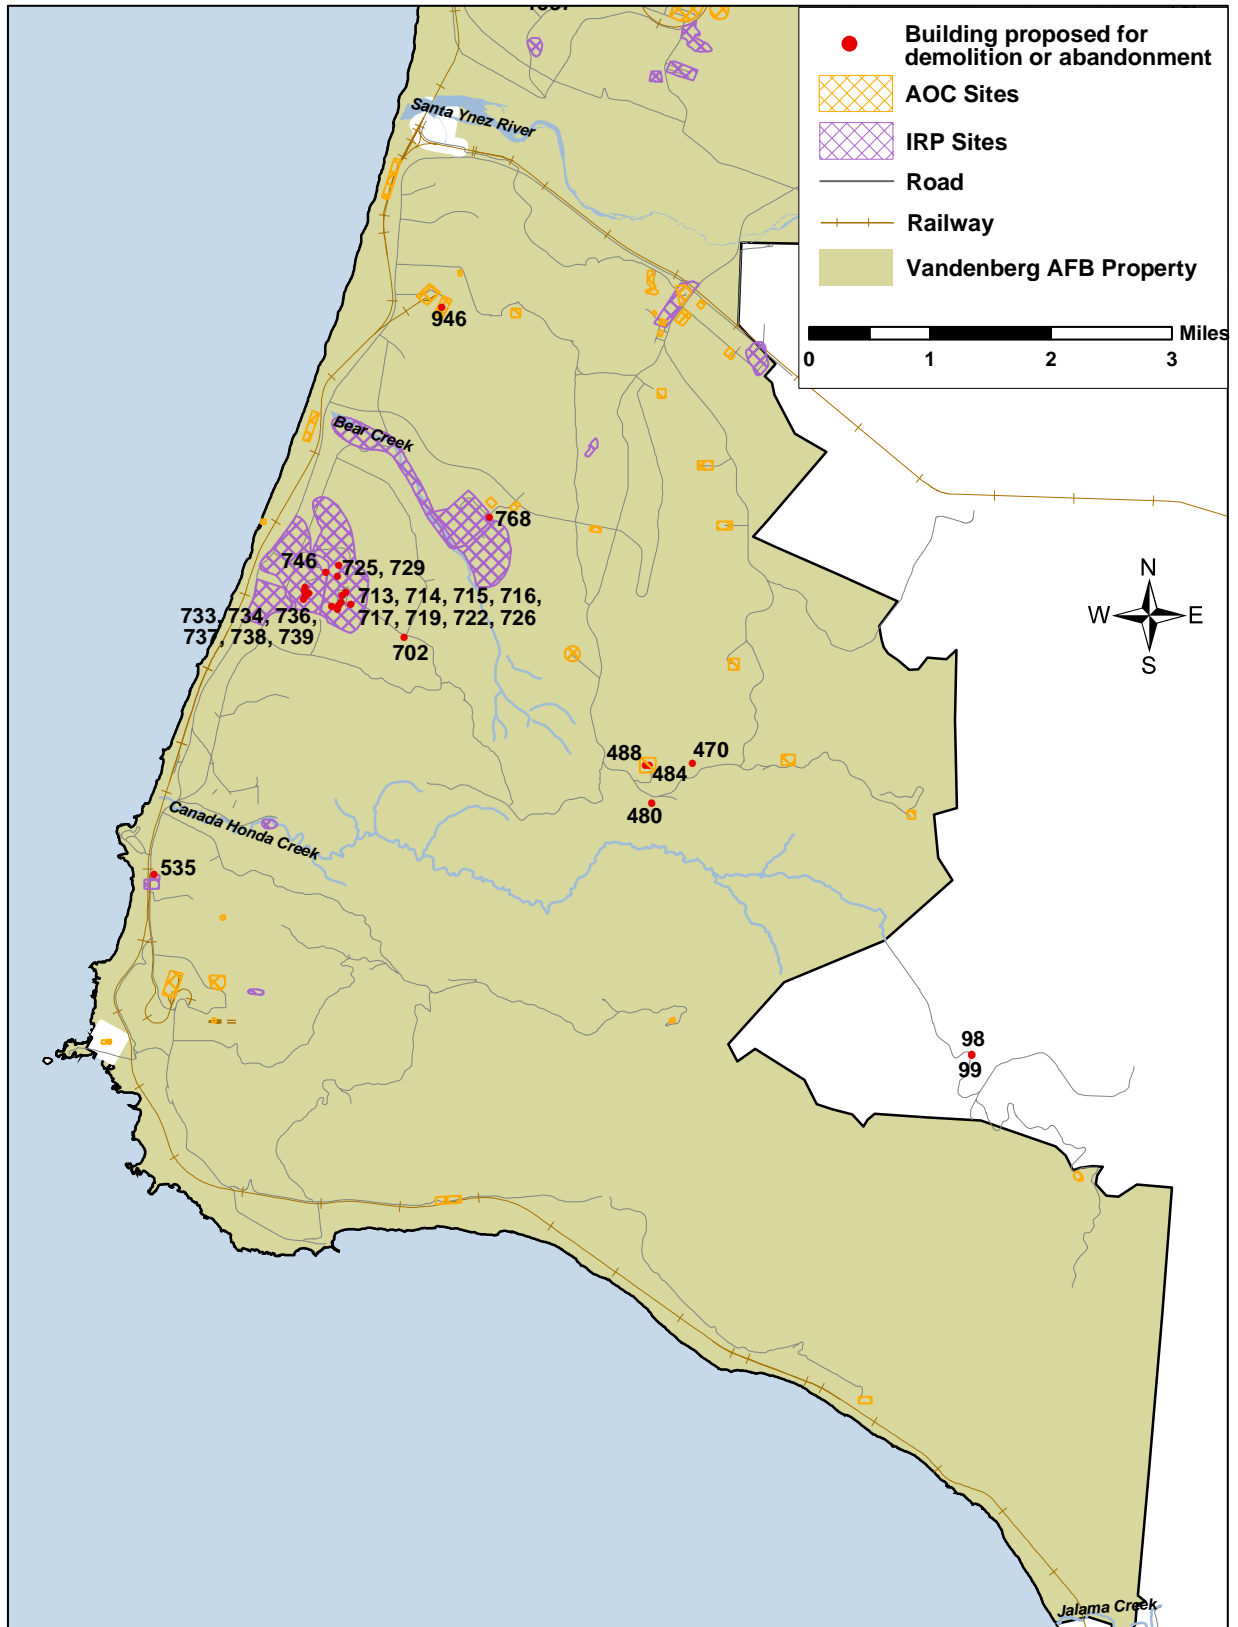 Building proposed for
demolition or abandonment
AOC Sites
IRP Sites
Road
Railway
Vandenberg AFB Property
Miles
0 1 2 3
Santa Ynez River
946
Bear Creek
768
746
725, 729
713, 714, 715, 716,
717, 719, 722, 726
733, 734, 736,
737, 738, 739
702
N
W E
S
488
470
484
480
Canada Honda Creek
535
98
99
Jalama Creek